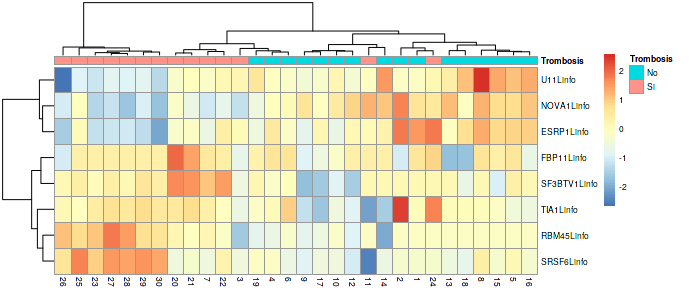 Trombosis
U11Linfo
NOVA1Linfo
ESRP1Linfo
FBP11Linfo
SF3BTV1Linfo
TIA1Linfo
RBM45Linfo
SRSF6Linfo
26 25 23 27 28 29 30 20 21 7 22 3 19 4 6 9 17 10 15 12 11 14 2 1 24 13 18 8 5 16
2
1
0
-1
-2
Trombosis
No
SI